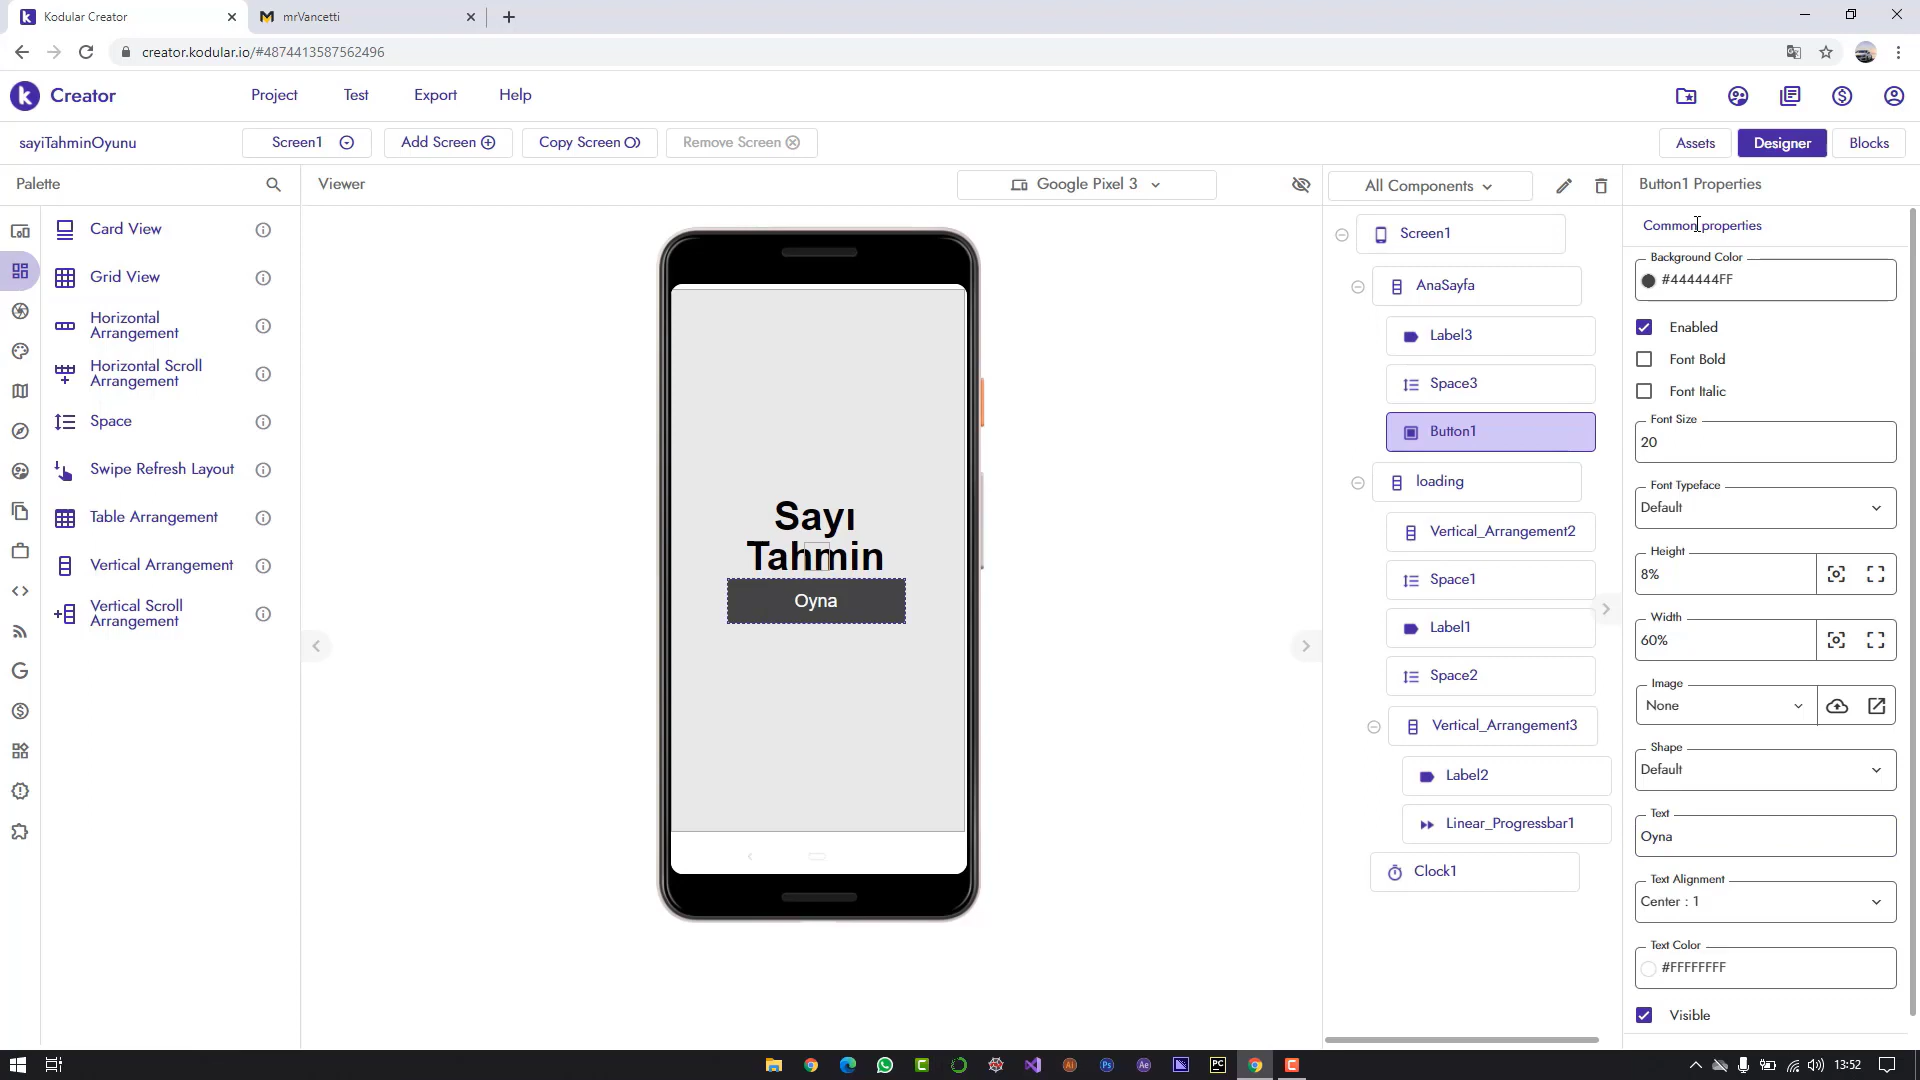 Kodular Creator
mrVancetti
creator.kodular.io/#4874413587562496
Creator
Project
Test
Export
Help
sayiTahminOyunu
Screen1
Add Screen
Copy Screen
Remove Screen
Assets
Designer
Blocks
Palette
Viewer
Google Pixel 3
All Components
Button1 Properties
Card View
Grid View
Horizontal
Arrangement
Horizontal Scroll
Arrangement
Space
Swipe Refresh Layout
Table Arrangement
Vertical Arrangement
Vertical Scroll
Arrangement
Sayı
Tahmin
Oyna
Screen1
AnaSayfa
Label3
Space3
Button1
loading
Vertical_Arrangement2
Space1
Label1
Space2
Vertical_Arrangement3
Label2
Linear_Progressbar1
Clock1
Common properties
Background Color
#444444FF
Enabled
Font Bold
Font Italic
Font Size
20
Font Typeface
Default
Height
8%
Width
60%
Image
None
Shape
Default
Text
Oyna
Text Alignment
Center : 1
Text Color
#FFFFFFFF
Visible
13:52